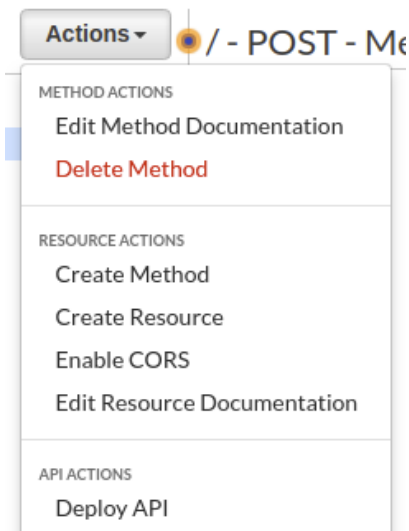 Actions
/ - POST - Me
METHOD ACTIONS
Edit Method Documentation
Delete Method
RESOURCE ACTIONS
Create Method
Create Resource
Enable CORS
Edit Resource Documentation
API ACTIONS
Deploy API